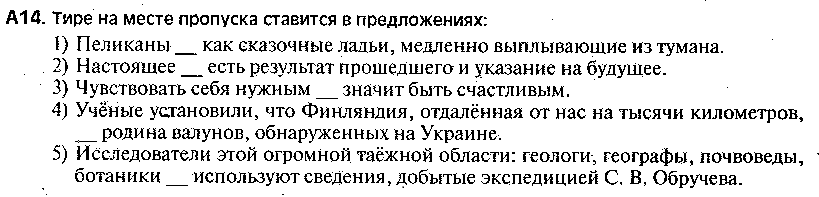 А14. Тире на месте пропуска ставится в предложениях:
1) Пеликаны __ как сказочные ладьи, медленно выплывающие из тумана.
2) Настоящее __ есть результат прошедшего и указание на будущее.
3) Чувствовать себя нужным __ значит быть счастливым.
4) Учёные установили, что Финляндия, отдалённая от нас на тысячи километров,
__ родина валунов, обнаруженных на Украине.
5) Исследователи этой огромной таёжной области: геологи, географы, почвоведы,
ботаники __ используют сведения, добытые экспедицией С. В. Обручева.